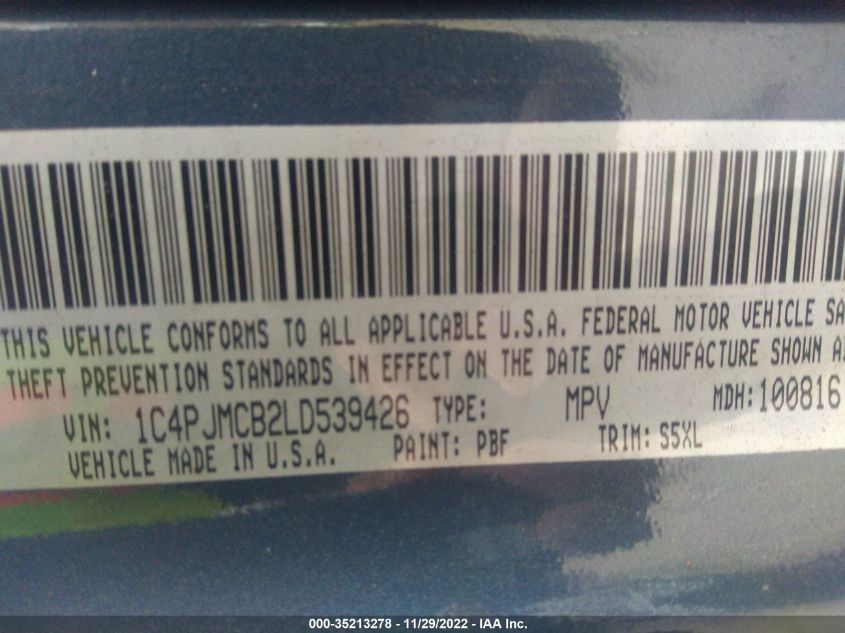 THIS VEHICLE CONFORMS TO ALL APPLICABLE U.S.A. FEDERAL MOTOR VEHICLE SA
THEFT PREVENTION STANDARDS IN EFFECT ON THE DATE OF MANUFACTURE SHOWN A
VIN: 1C4PJMCB2LD539426 TYPE: MPV MDH:100816
VEHICLE MADE IN U.S.A. PAINT: PBF TRIM: S5XL
000-35213278 - 11/29/2022 - IAA Inc.